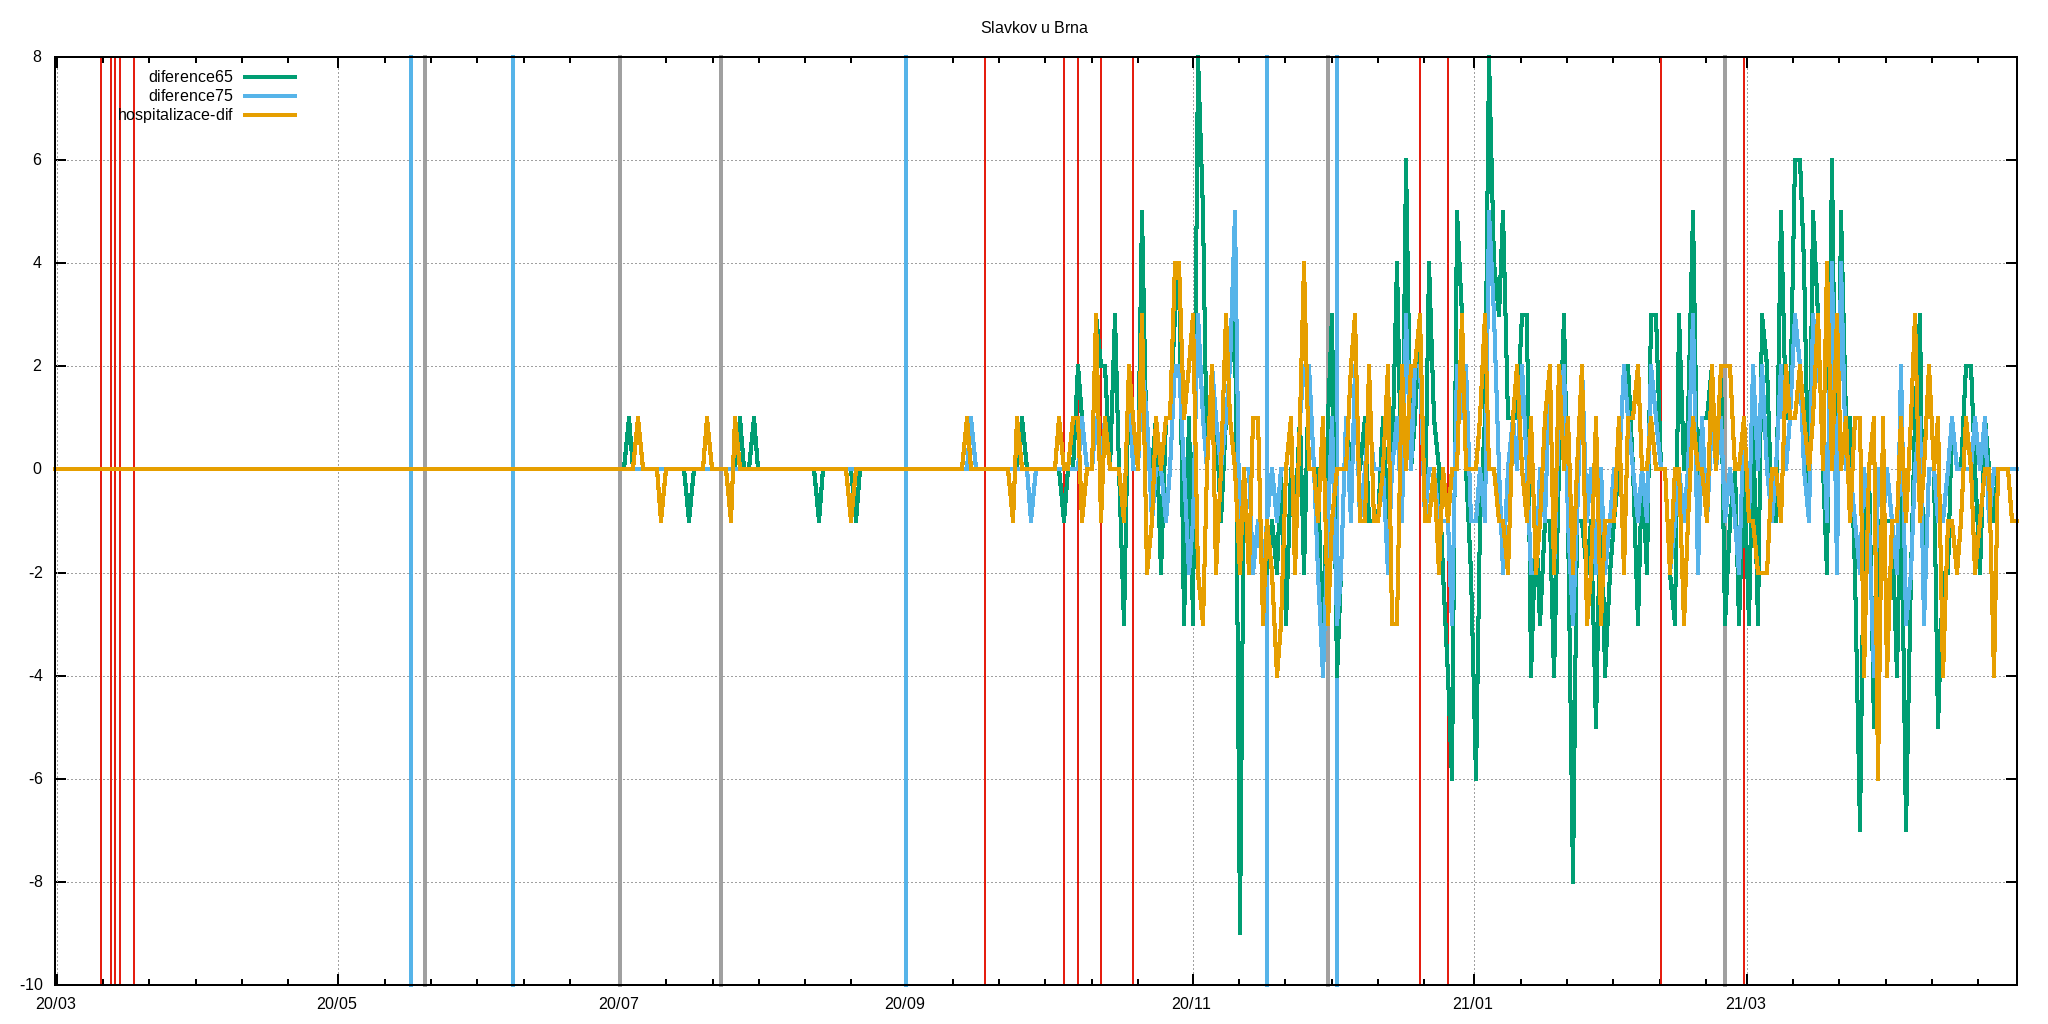 Slavkov u Brna
8
diference65
diference75
hospitalizace-dif
6
4
2
0
-2
-4
-6
-8
-10
20/03 20/05 20/07 20/09 20/11 21/01 21/03